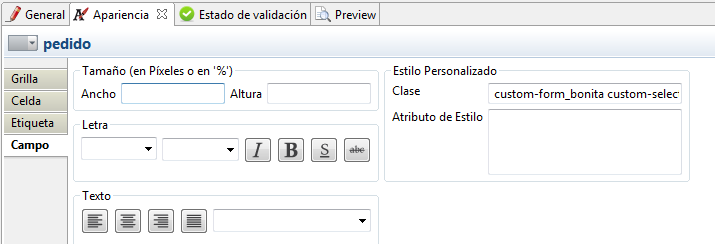 General Apariencia Estado de validación Preview
pedido
Grilla
Celda
Etiqueta
Campo
Tamaño (en Píxeles o en '%')
Ancho Altura
Letra
I B S abc
Texto
Estilo Personalizado
Clase custom-form_bonita custom-selec
Atributo de Estilo